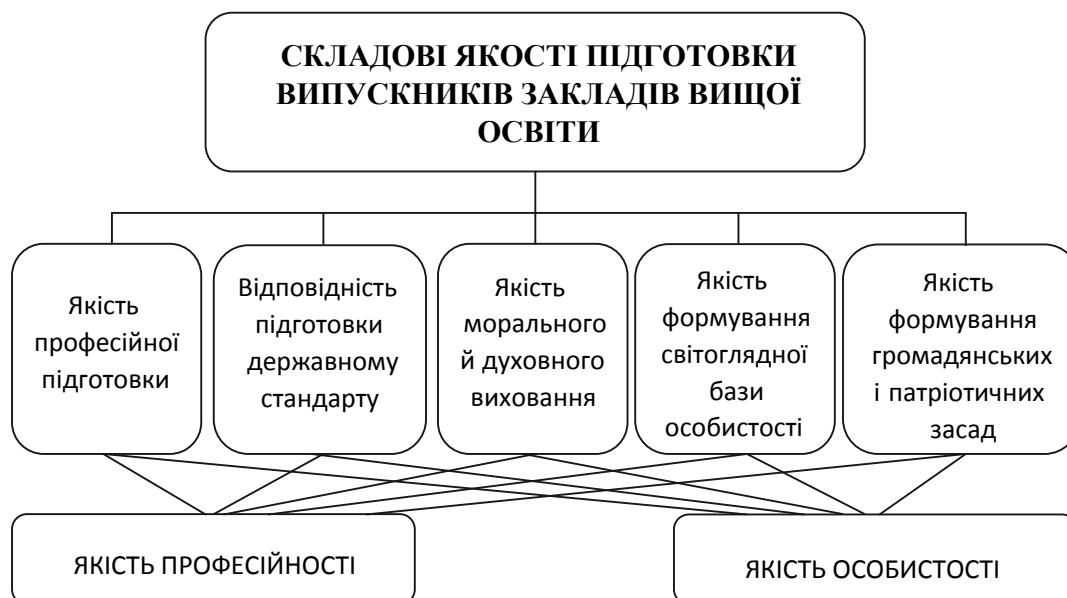 СКЛАДОВІ ЯКОСТІ ПІДГОТОВКИ
ВИПУСКНИКІВ ЗАКЛАДІВ ВИЩОЇ
ОСВІТИ
Якість
професійної
підготовки
Відповідність
підготовки
державному
стандарту
Якість
морального
й духовного
виховання
Якість
формування
світоглядної
бази
особистості
Якість
формування
громадянських
і патріотичних
засад
ЯКІСТЬ ПРОФЕСІЙНОСТІ
ЯКІСТЬ ОСОБИСТОСТІ